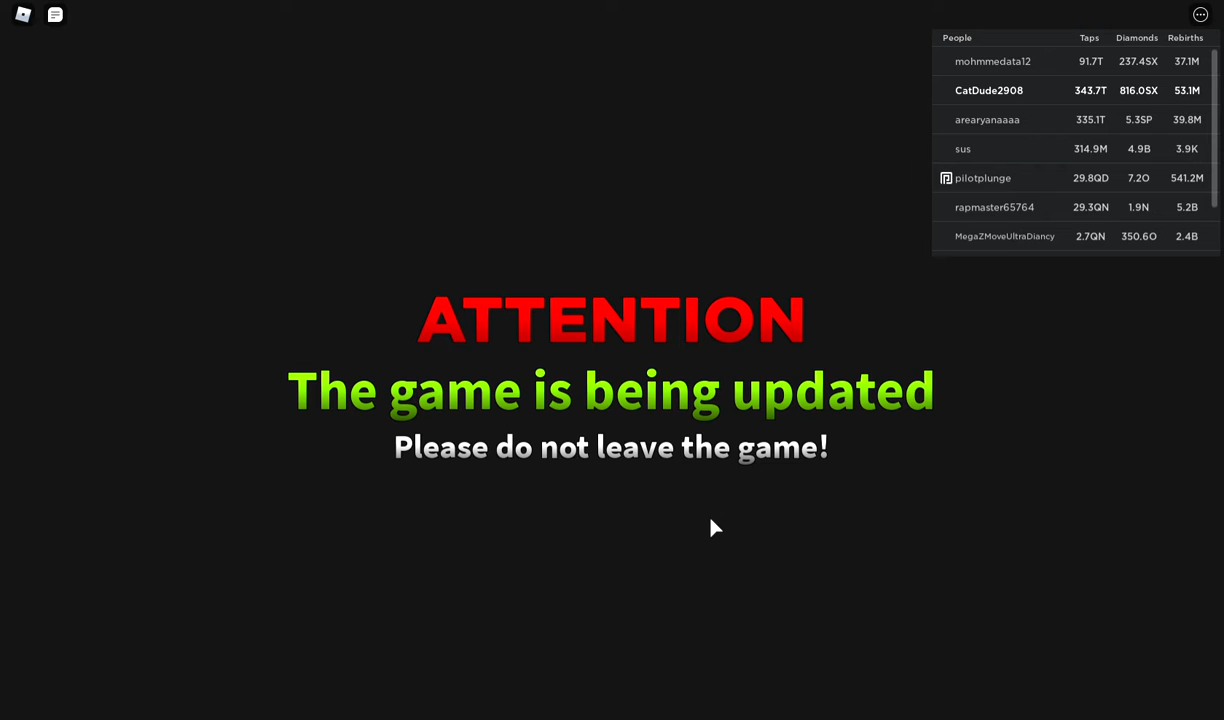 People Taps Diamonds Rebirths
mohmmedata12 91.7T 237.4SX 37.1M
CatDude2908 343.7T 816.0SX 53.1M
arearyanaaaa 335.1T 5.3SP 39.8M
sus 314.9M 4.9B 3.9K
pilotplunge 29.8QD 7.2O 541.2M
rapmaster65764 29.3QN 1.9N 5.2B
MegaZMoveUltraDiancy 2.7QN 350.6O 2.4B
ATTENTION
The game is being updated
Please do not leave the game!